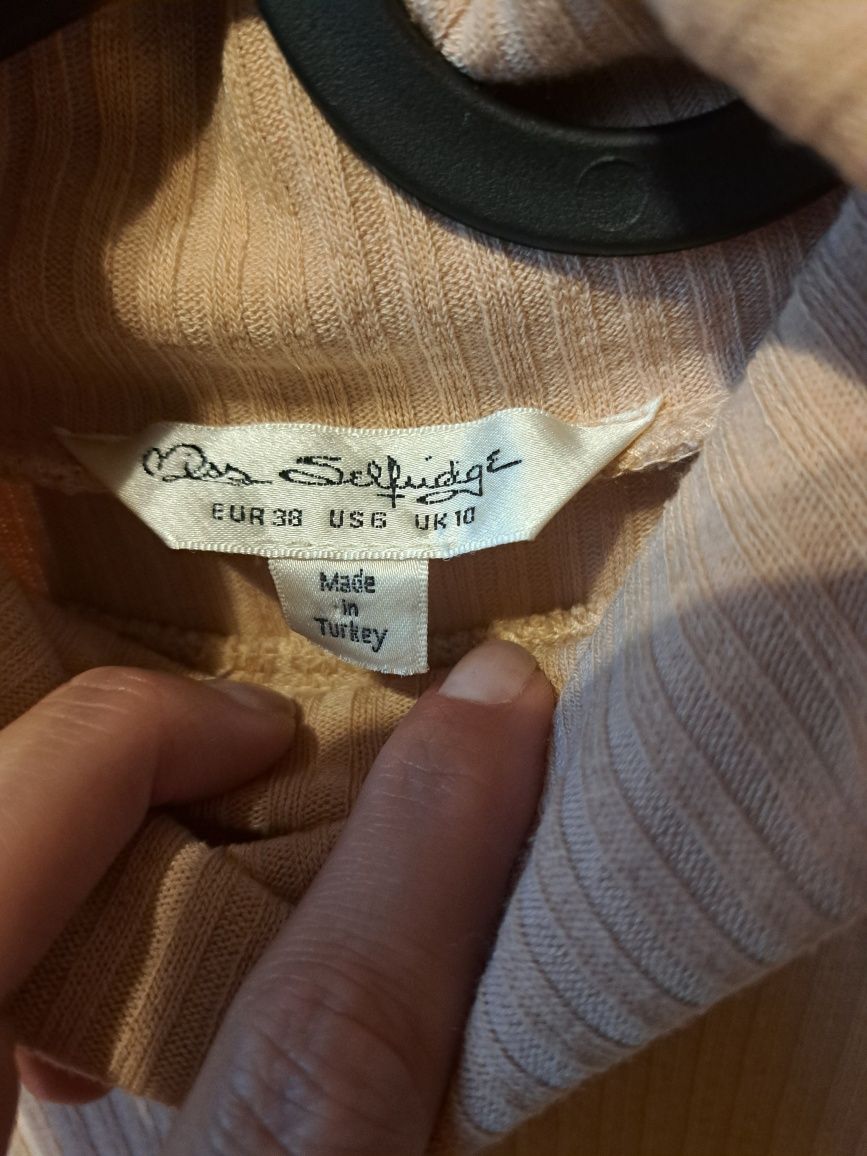 Miss Selfridge
EUR 38 US 6 UK 10
Made
in
Turkey